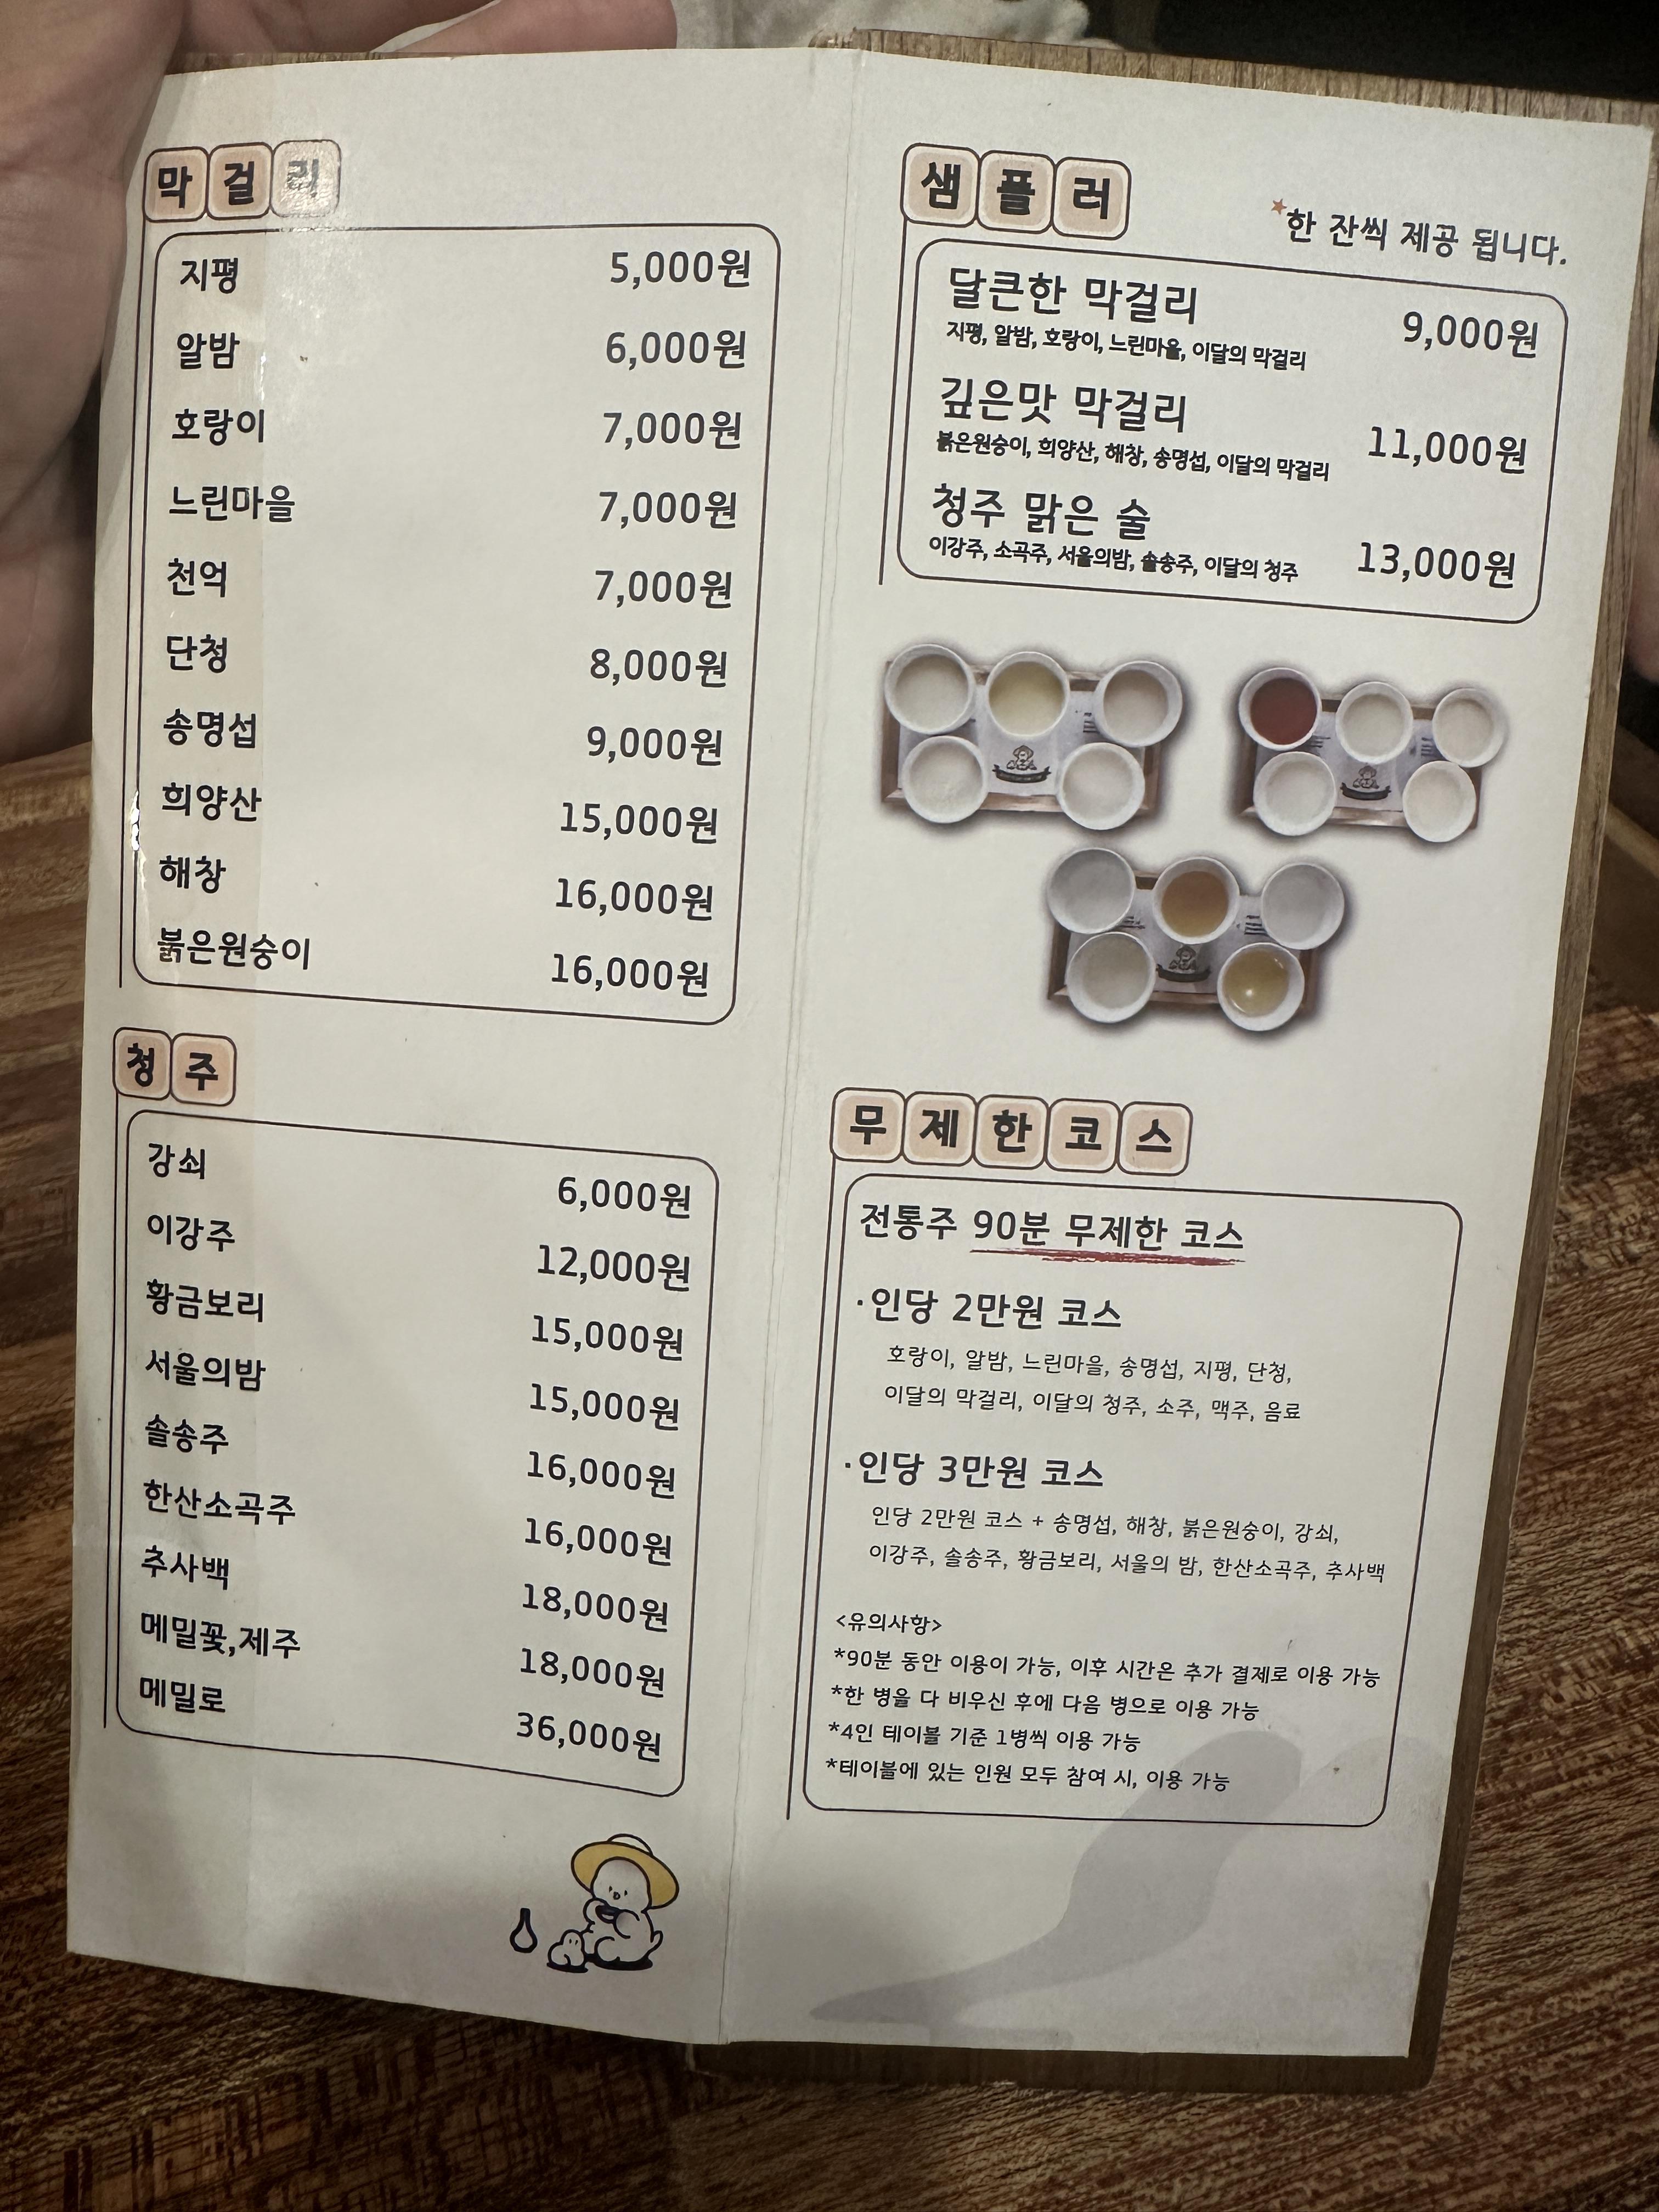 막걸리
지평 5,000원
알밤 6,000원
호랑이 7,000원
느린마을 7,000원
천억 7,000원
단청 8,000원
송명섭 9,000원
희양산 15,000원
해창 16,000원
붉은원숭이 16,000원
청주
강쇠 6,000원
이강주 12,000원
황금보리 15,000원
서울의밤 15,000원
솔송주 16,000원
한산소곡주 16,000원
추사백 18,000원
메밀꽃,제주 18,000원
메밀로 36,000원
샘플러
*한 잔씩 제공 됩니다.
달큰한 막걸리 9,000원
지평, 알밤, 호랑이, 느린마을, 이달의 막걸리
깊은맛 막걸리 11,000원
붉은원숭이, 희양산, 해창, 송명섭, 이달의 막걸리
청주 맑은 술 13,000원
이강주, 소곡주, 서울의밤, 솔송주, 이달의 청주
무제한코스
전통주 90분 무제한 코스
·인당 2만원 코스
호랑이, 알밤, 느린마을, 송명섭, 지평, 단청,
이달의 막걸리, 이달의 청주, 소주, 맥주, 음료
·인당 3만원 코스
인당 2만원 코스 + 송명섭, 해창, 붉은원숭이, 강쇠,
이강주, 솔송주, 황금보리, 서울의 밤, 한산소곡주, 추사백
<유의사항>
*90분 동안 이용이 가능, 이후 시간은 추가 결제로 이용 가능
*한 병을 다 비우신 후에 다음 병으로 이용 가능
*4인 테이블 기준 1병씩 이용 가능
*테이블에 있는 인원 모두 참여 시, 이용 가능